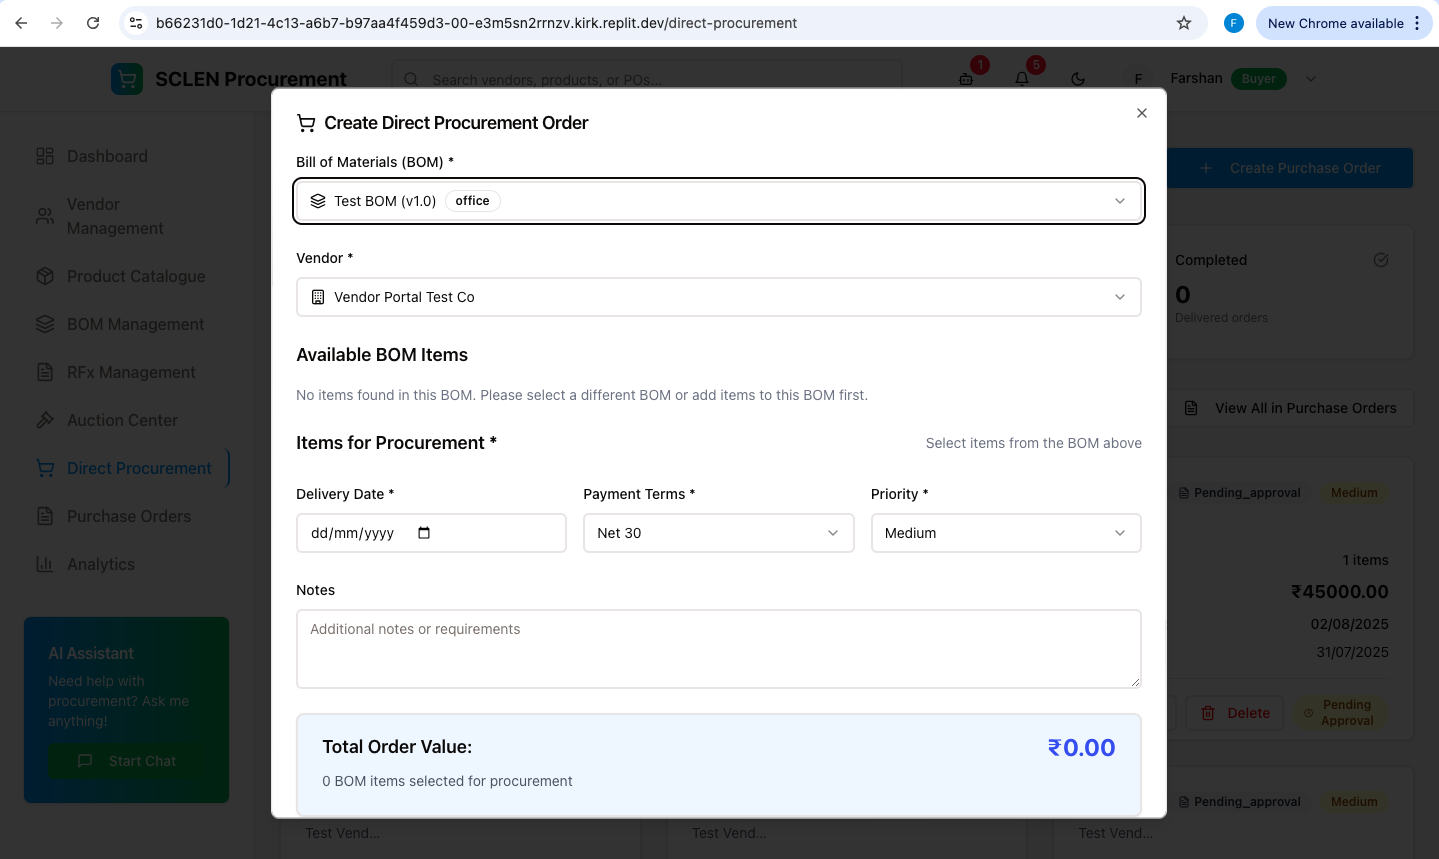 b66231d0-1d21-4c13-a6b7-b97aa4f459d3-00-e3m5sn2rrnzv.kirk.replit.dev/direct-procurement
F
New Chrome available
SCLEN Procurement
Search vendors, products, or POs...
1
5
F
Farshan
Buyer
Dashboard
Vendor
Management
Product Catalogue
BOM Management
RFx Management
Auction Center
Direct Procurement
Purchase Orders
Analytics
AI Assistant
Need help with
procurement? Ask me
anything!
Start Chat
Create Direct Procurement Order
Bill of Materials (BOM) *
Test BOM (v1.0) office
Vendor *
Vendor Portal Test Co
Available BOM Items
No items found in this BOM. Please select a different BOM or add items to this BOM first.
Items for Procurement *
Select items from the BOM above
Delivery Date *
Payment Terms *
Priority *
dd/mm/yyyy
Net 30
Medium
Notes
Additional notes or requirements
Total Order Value:
₹0.00
0 BOM items selected for procurement
Create Purchase Order
Completed
0
Delivered orders
View All in Purchase Orders
Pending_approval
Medium
1 items
₹45000.00
02/08/2025
31/07/2025
Delete
Pending
Approval
Pending_approval
Medium
Test Vend...
Test Vend...
Test Vend...